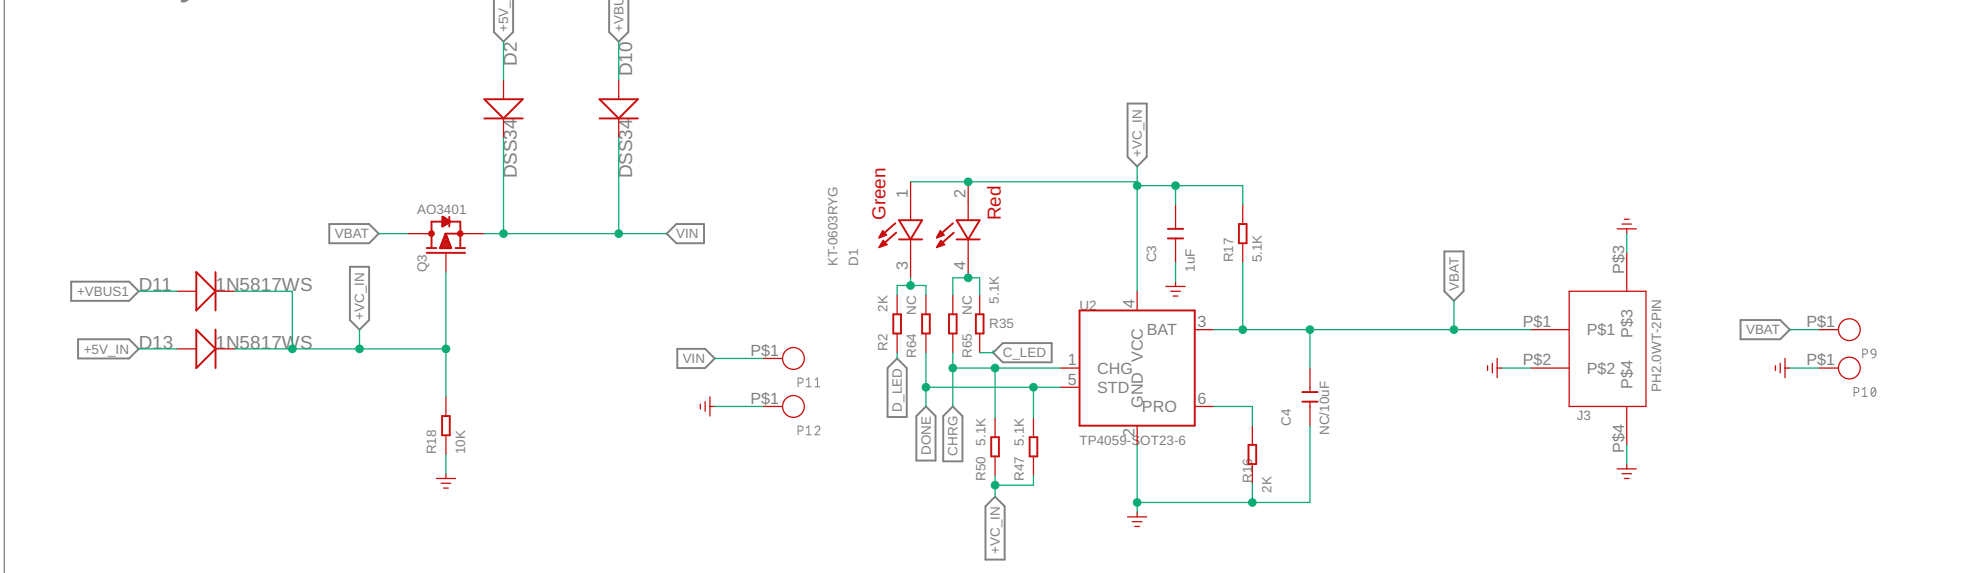 +5V_
+VBU
D2
D10
DSS34
DSS34
AO3401
VBAT
VIN
Q3
+VBUS1
D11
1N5817WS
+VC_IN
+5V_IN
D13
1N5817WS
R18
10K
VIN
P$1
P11
P$1
P12
KT-0603RYG
D1
Green
1
2
Red
3
4
2K
NC
NC
5.1K
R2
R64
R65
R35
C_LED
D_LED
DONE
CHRG
5.1K
5.1K
R50
R47
+VC_IN
+VC_IN
C3
1uF
R17
5.1K
U2
4
VCC
BAT
3
1
CHG
5
STD
GND
PRO
6
2
TP4059-SOT23-6
R16
2K
C4
NC/10uF
VBAT
P$1
P$2
P$1
P$2
P$3
P$3
P$4
P$4
PH2.0WT-2PIN
J3
VBAT
P$1
P9
P$1
P10